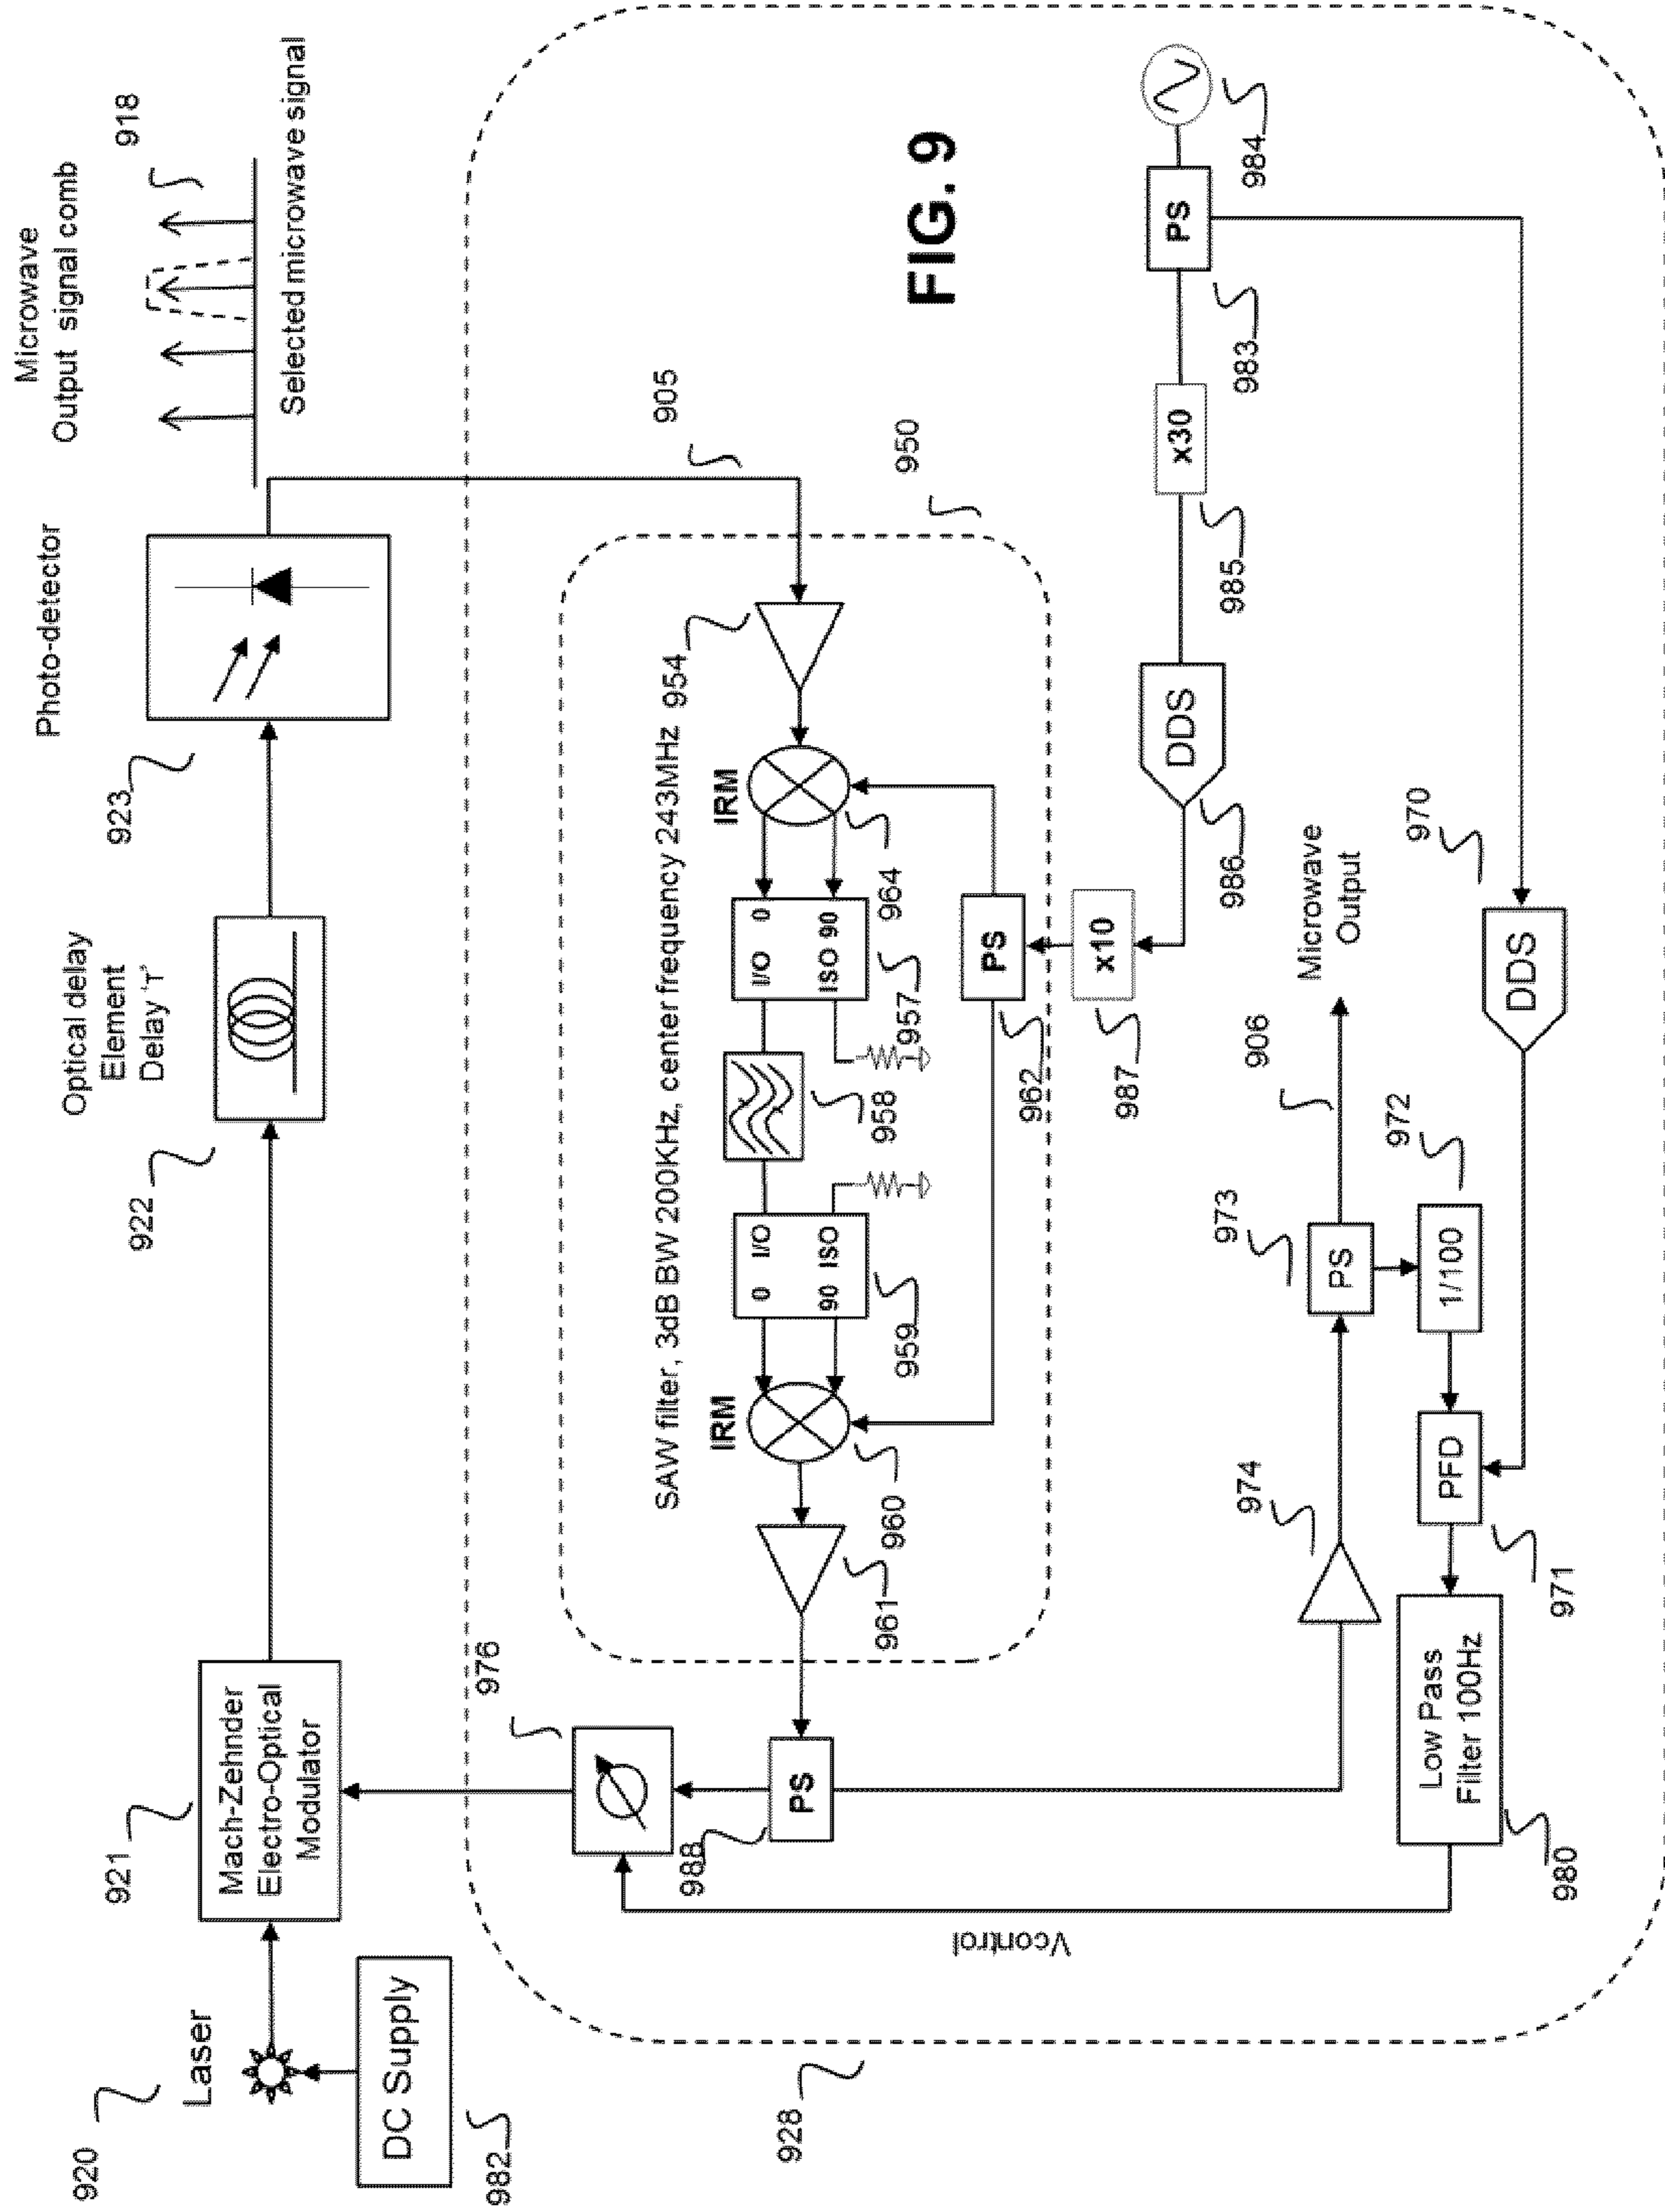 920
Laser
DC Supply
982
921
Mach-Zehnder
Electro-Optical
Modulator
922
Optical delay
Element
Delay 'T'
923
Photo-detector
Microwave
Output signal comb
918
Selected microwave signal
905
950
928
976
988
PS
Vcontrol
SAW filter, 3dB BW 200KHz, center frequency 243MHz
954
961
960
IRM
959
0 I/O
90 ISO
958
957
I/O 0
ISO 90
IRM
964
962
PS
987
x10
986
DDS
985
x30
983
PS
984
FIG. 9
974
973
PS
906
Microwave
Output
972
1/100
971
PFD
980
Low Pass
Filter 100Hz
970
DDS